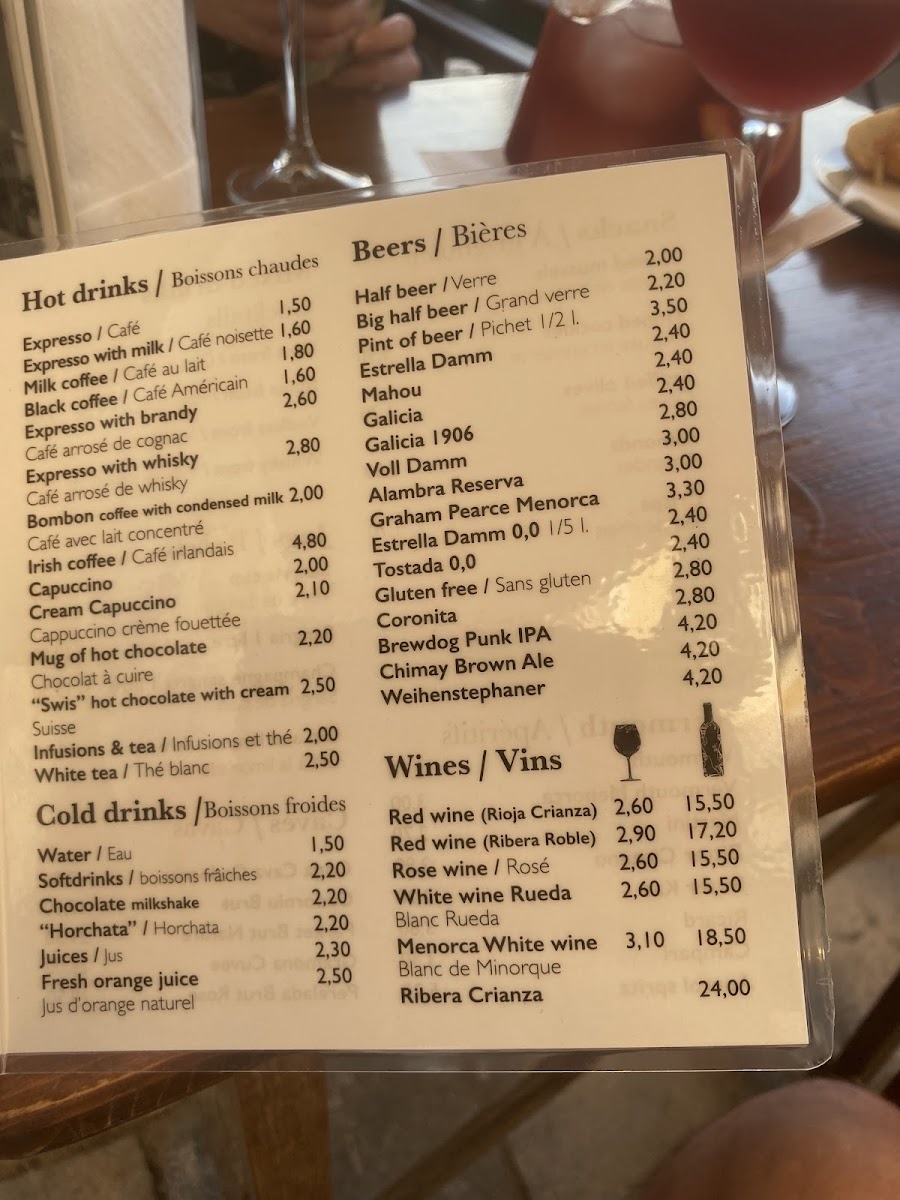 Hot drinks / Boissons chaudes
Expresso / Café 1,50
Expresso with milk / Café noisette 1,60
Milk coffee / Café au lait 1,80
Black coffee / Café Américain 1,60
Expresso with brandy 2,60
Café arrosé de cognac
Expresso with whisky 2,80
Café arrosé de whisky
Bombon coffee with condensed milk 2,00
Café avec lait concentré
Irish coffee / Café irlandais 4,80
Capuccino 2,00
Cream Capuccino 2,10
Cappuccino crème fouettée
Mug of hot chocolate 2,20
Chocolat à cuire
“Swis” hot chocolate with cream 2,50
Suisse
Infusions & tea / Infusions et thé 2,00
White tea / Thé blanc 2,50
Cold drinks /Boissons froides
Water / Eau 1,50
Softdrinks / boissons frâiches 2,20
Chocolate milkshake 2,20
“Horchata” / Horchata 2,20
Juices / Jus 2,30
Fresh orange juice 2,50
Jus d'orange naturel
Beers / Bières
Half beer / Verre 2,00
Big half beer / Grand verre 2,20
Pint of beer / Pichet 1/2 l. 3,50
Estrella Damm 2,40
Mahou 2,40
Galicia 2,40
Galicia 1906 2,80
Voll Damm 3,00
Alambra Reserva 3,00
Graham Pearce Menorca 3,30
Estrella Damm 0,0 1/5 l. 2,40
Tostada 0,0 2,40
Gluten free / Sans gluten 2,80
Coronita 2,80
Brewdog Punk IPA 4,20
Chimay Brown Ale 4,20
Weihenstephaner 4,20
Wines / Vins
Red wine (Rioja Crianza) 2,60 15,50
Red wine (Ribera Roble) 2,90 17,20
Rose wine / Rosé 2,60 15,50
White wine Rueda 2,60 15,50
Blanc Rueda
Menorca White wine 3,10 18,50
Blanc de Minorque
Ribera Crianza 24,00